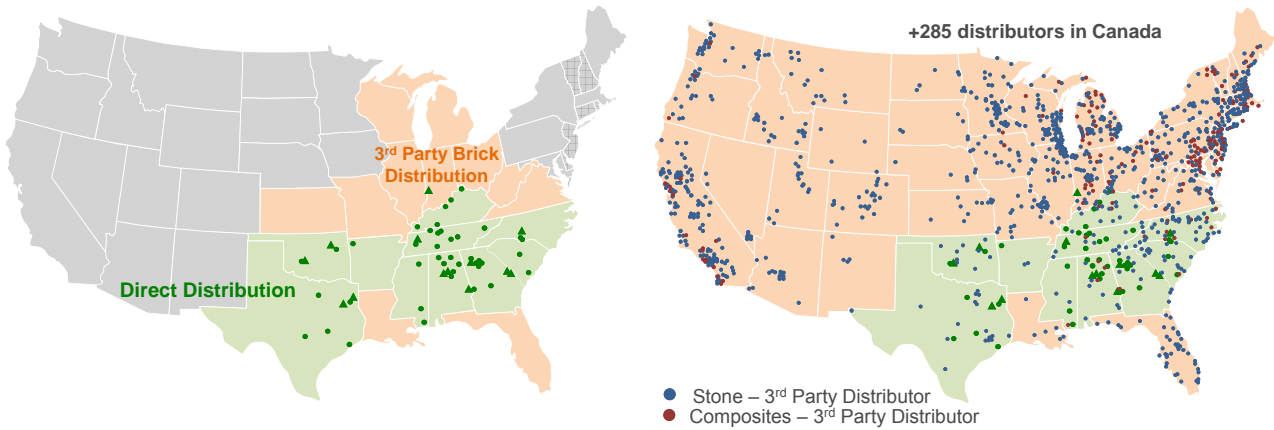 +285 distributors in Canada
3rd Party Brick
Distribution
Direct Distribution
Stone – 3rd Party Distributor
Composites – 3rd Party Distributor